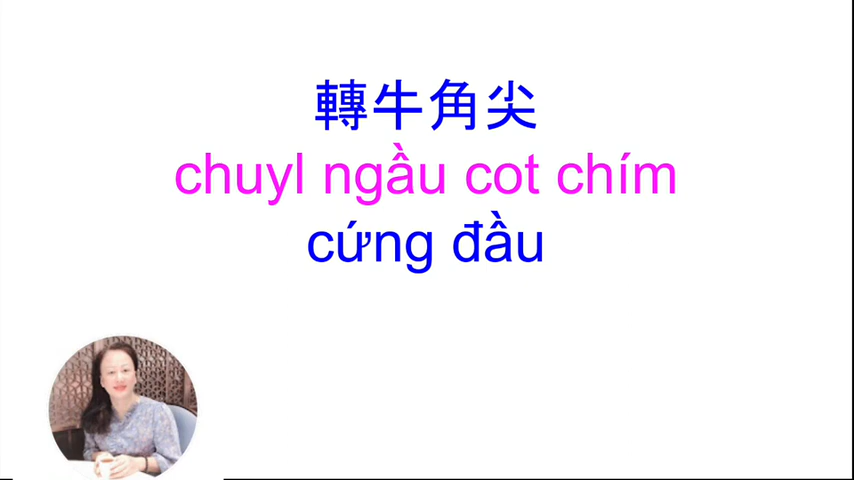 轉牛角尖
chuyl ngầu cot chím
cứng đầu